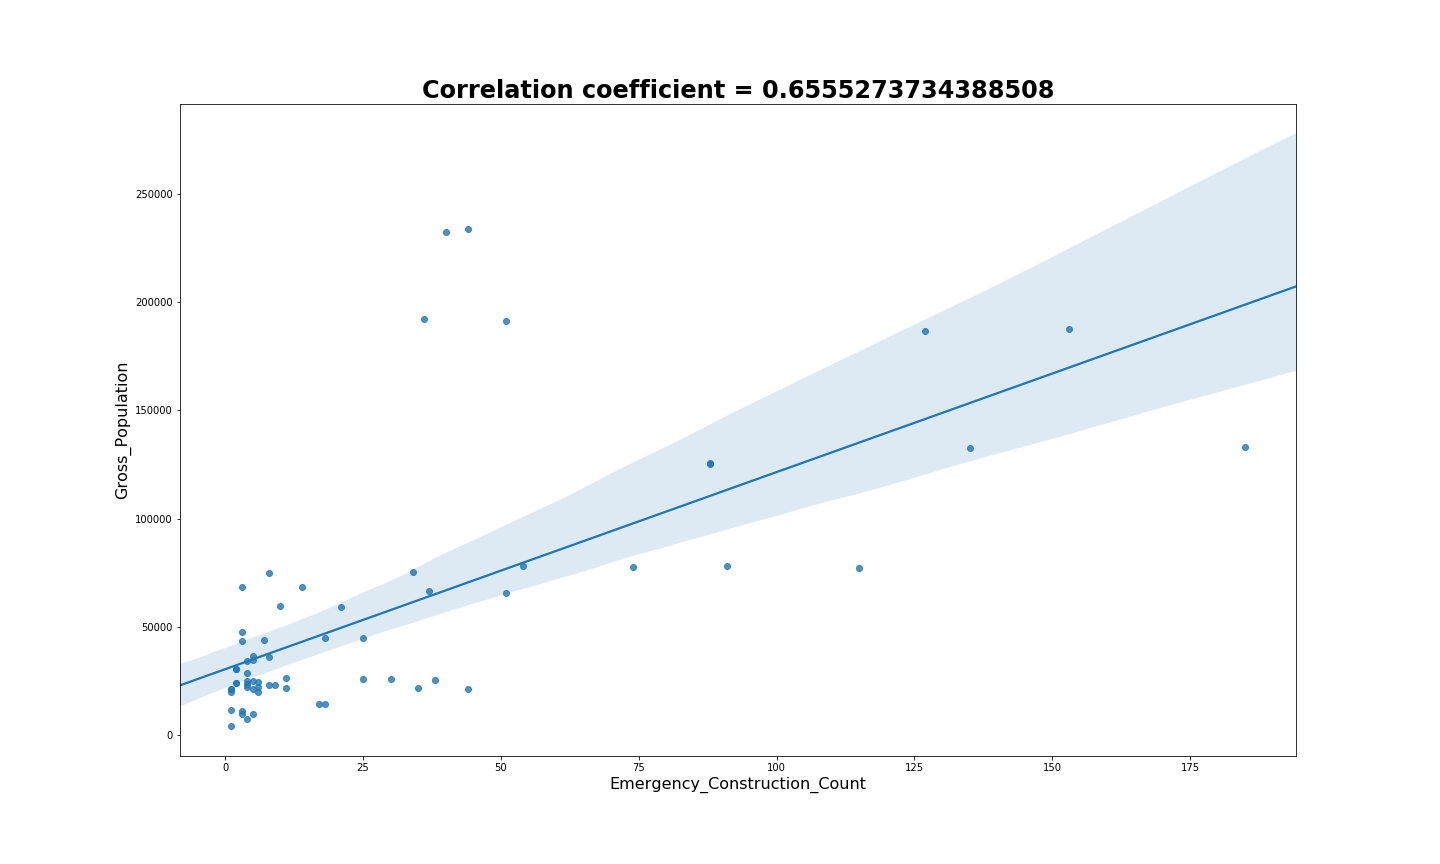 Correlation coefficient = 0.6555273734388508
250000
200000
150000
100000
50000
0
Gross_Population
0 25 50 75 100 125 150 175
Emergency_Construction_Count